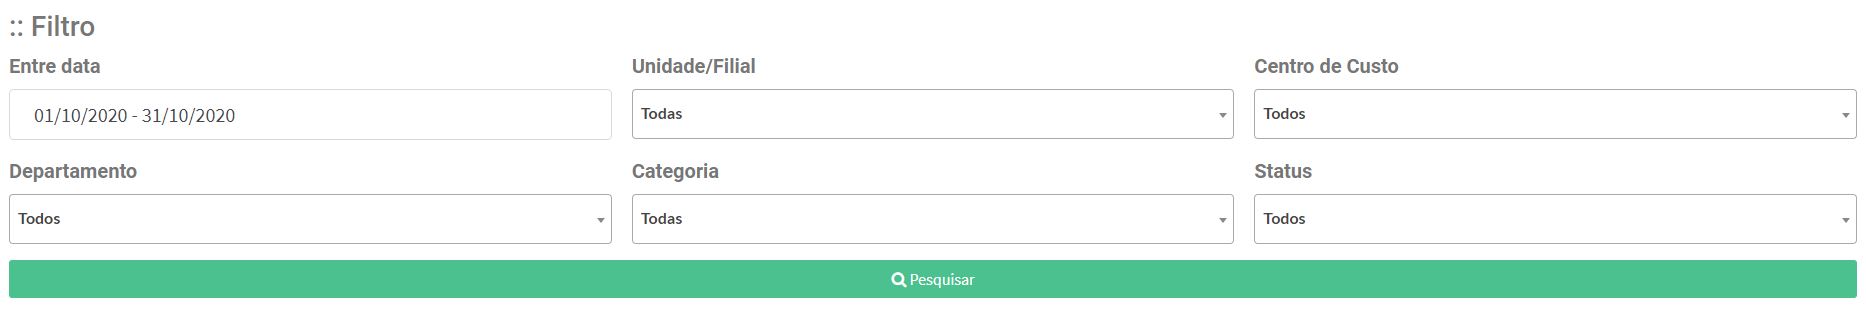 :: Filtro
Entre data
Unidade/Filial
Centro de Custo
01/10/2020 - 31/10/2020
Todas
Todos
Departamento
Categoria
Status
Todos
Todas
Todos
Pesquisar